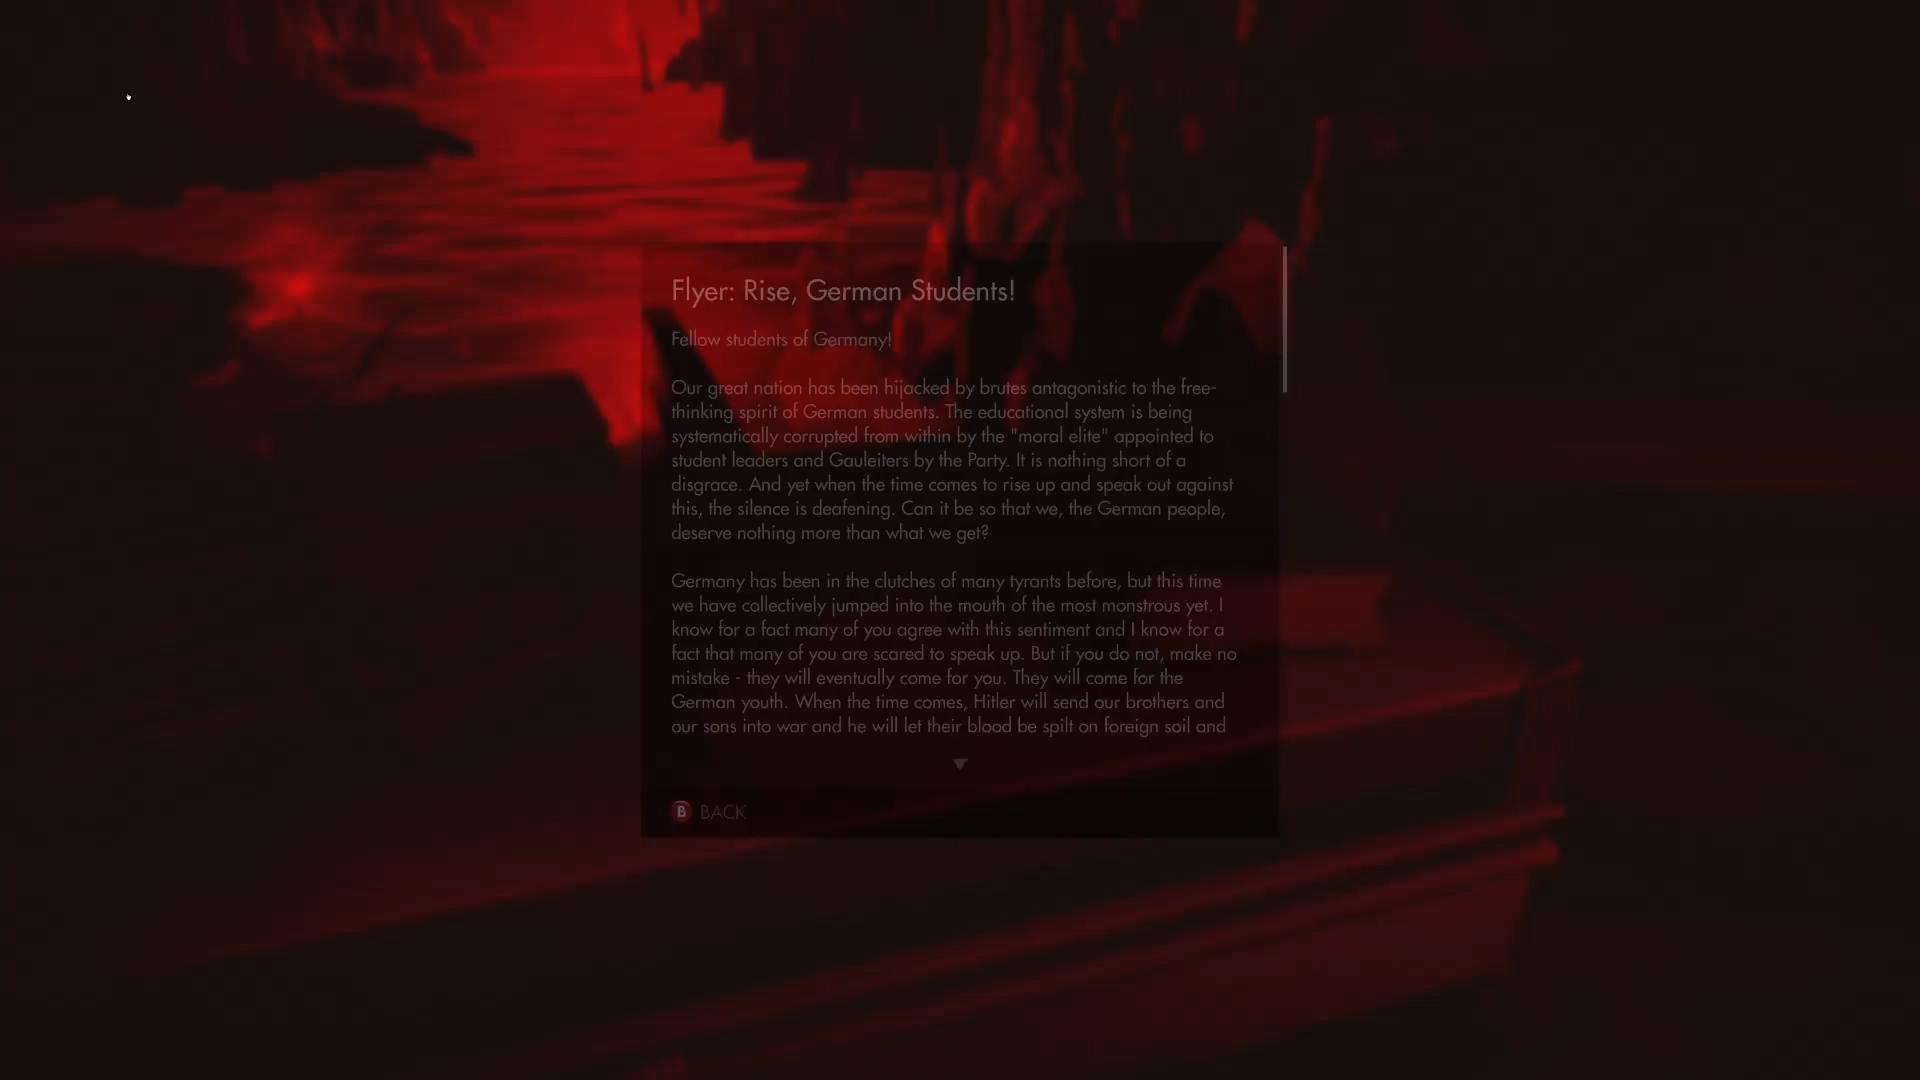 Flyer: Rise, German Students!
Fellow students of Germany!
Our great nation has been hijacked by brutes antagonistic to the free-
thinking spirit of German students. The educational system is being
systematically corrupted from within by the "moral elite" appointed to
student leaders and Gauleiters by the Party. It is nothing short of a
disgrace. And yet when the time comes to rise up and speak out against
this, the silence is deafening. Can it be so that we, the German people,
deserve nothing more than what we get?
Germany has been in the clutches of many tyrants before, but this time
we have collectively jumped into the mouth of the most monstrous yet. I
know for a fact many of you agree with this sentiment and I know for a
fact that many of you are scared to speak up. But if you do not, make no
mistake - they will eventually come for you. They will come for the
German youth. When the time comes, Hitler will send our brothers and
our sons into war and he will let their blood be spilt on foreign soil and
B BACK